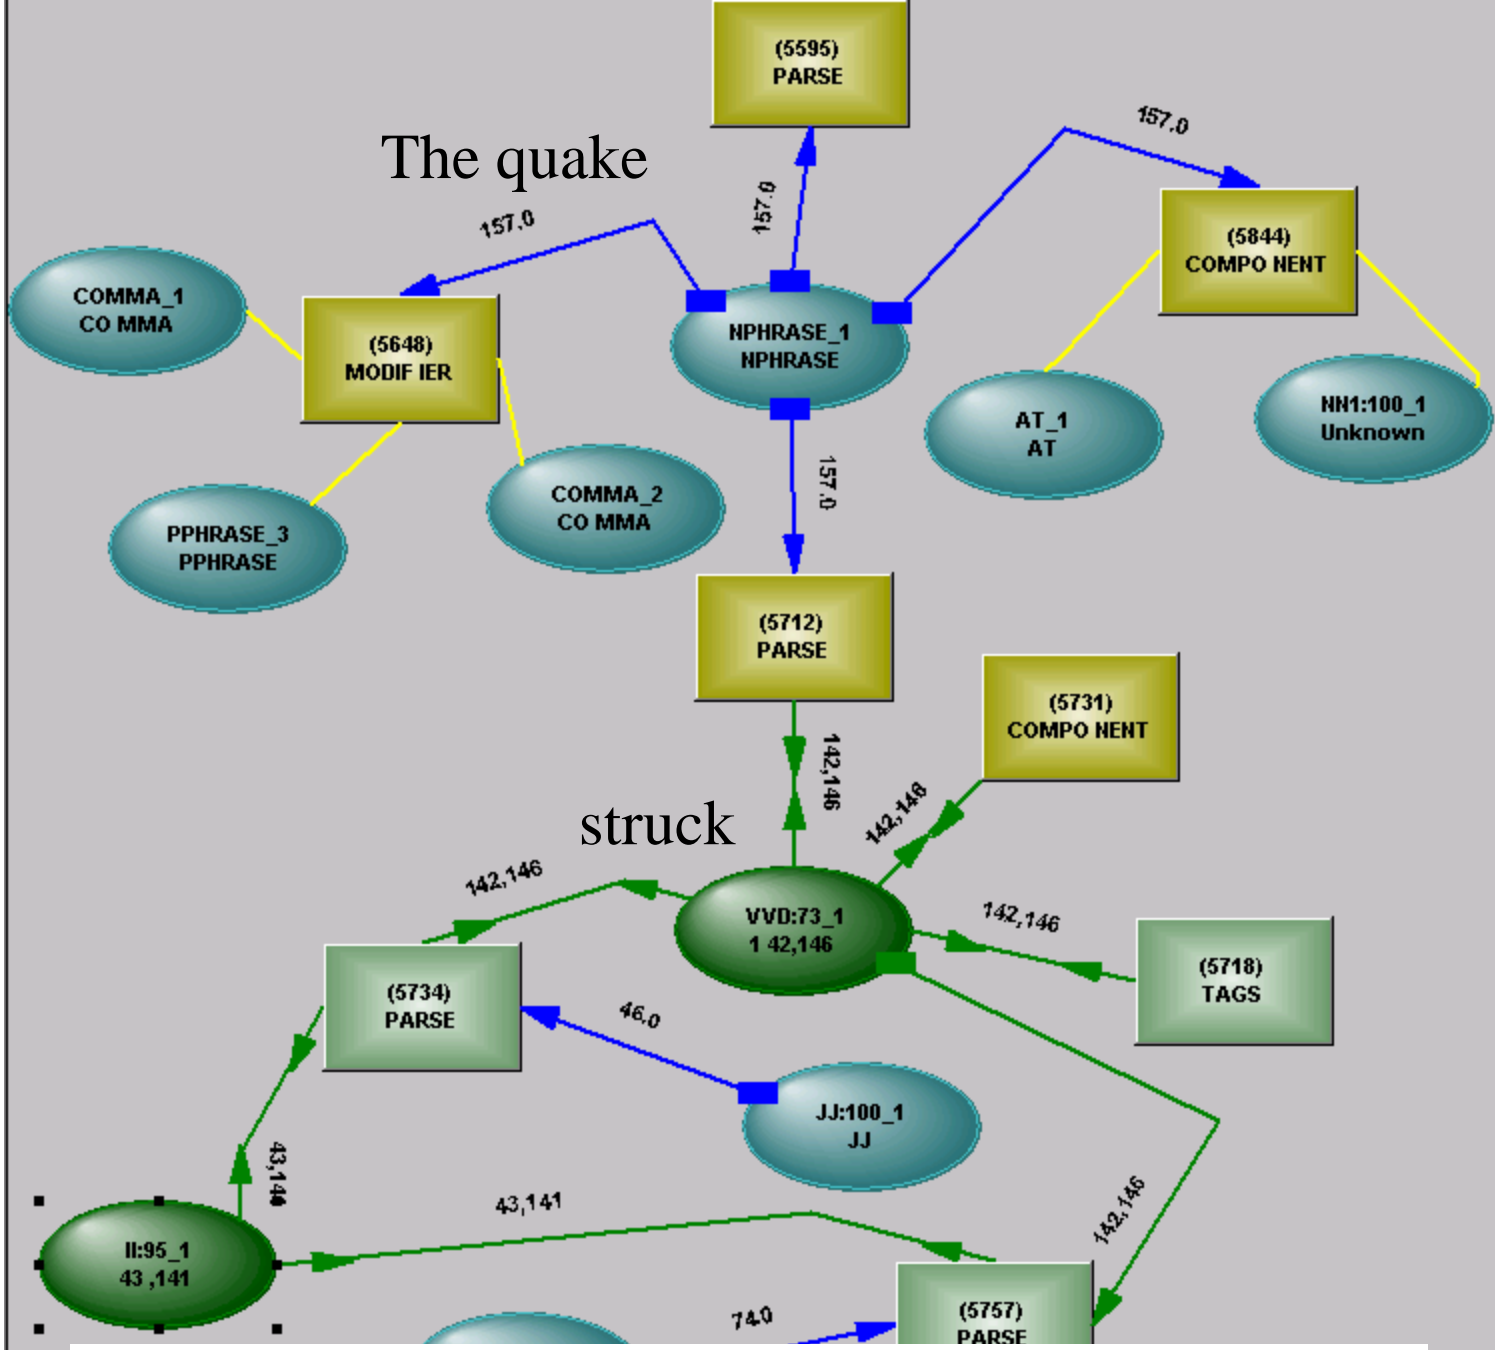 (5595)
PARSE
The quake
157.0
157.0
157.0
(5844)
COMPO NENT
COMMA_1
CO MMA
(5648)
MODIF IER
NPHRASE_1
NPHRASE
AT_1
AT
NN1:100_1
Unknown
157.0
COMMA_2
CO MMA
PPHRASE_3
PPHRASE
(5712)
PARSE
(5731)
COMPO NENT
142,146
142,146
struck
142,146
VVD:73_1
1 42,146
142,146
(5718)
TAGS
(5734)
PARSE
46.0
JJ:100_1
JJ
43,146
43,141
142,146
II:95_1
43 ,141
74.0
(5757)
PARSE